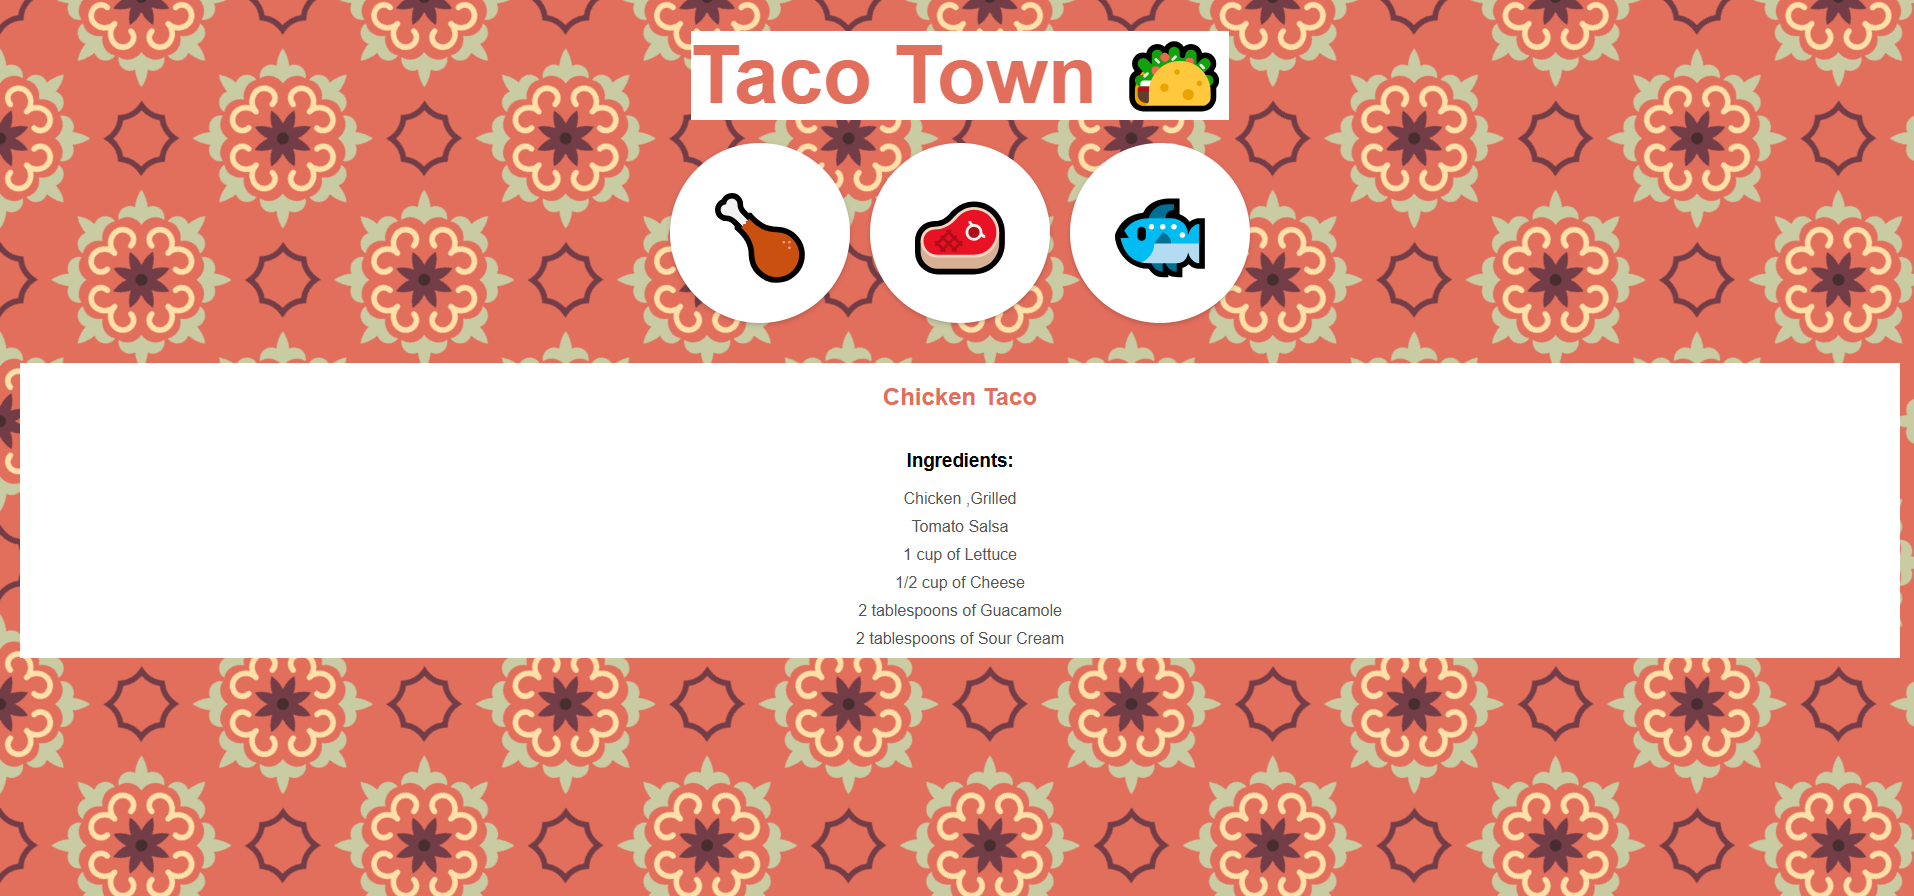 Taco Town
Chicken Taco
Ingredients:
Chicken ,Grilled
Tomato Salsa
1 cup of Lettuce
1/2 cup of Cheese
2 tablespoons of Guacamole
2 tablespoons of Sour Cream